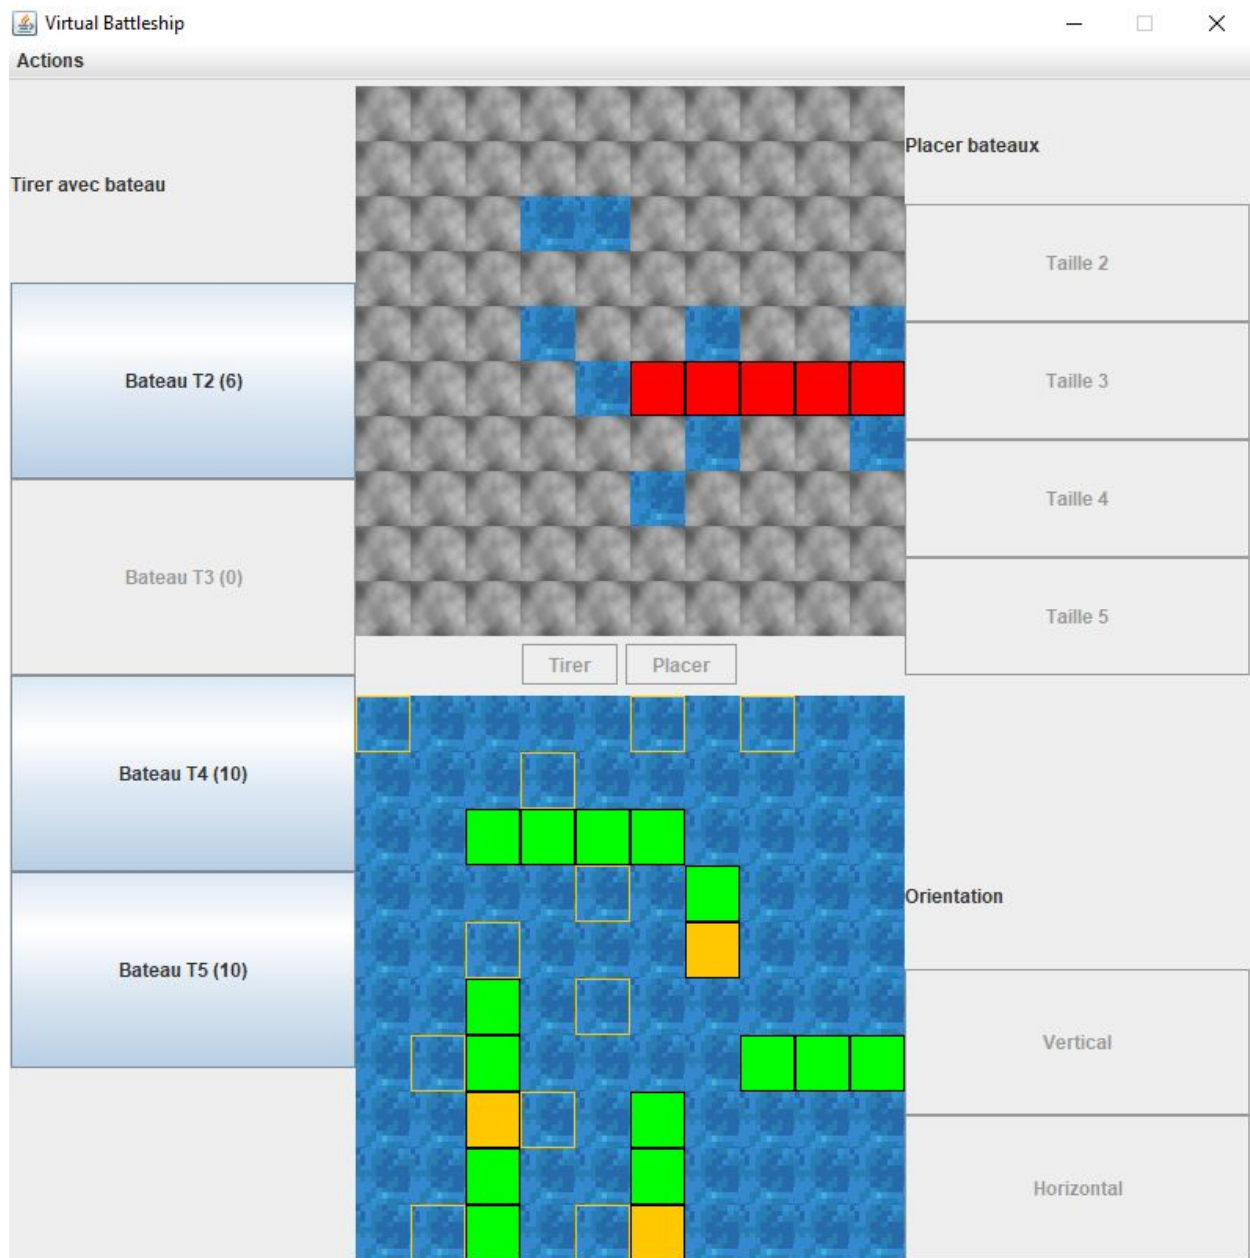 Virtual Battleship
Actions
Tirer avec bateau
Bateau T2 (6)
Bateau T3 (0)
Bateau T4 (10)
Bateau T5 (10)
Tirer
Placer
Placer bateaux
Taille 2
Taille 3
Taille 4
Taille 5
Orientation
Vertical
Horizontal